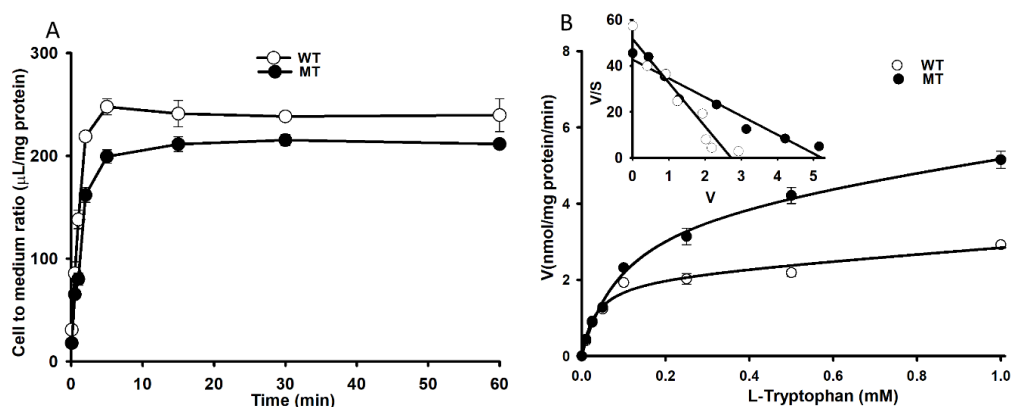 A
Cell to medium ratio (μL/mg protein)
300
200
100
0
WT
MT
0 10 20 30 40 50 60
Time (min)
B
V(nmol/mg protein/min)
8
6
4
2
0
WT
MT
0.0 0.2 0.4 0.6 0.8 1.0
L-Tryptophan (mM)
V/S
60
40
20
0
0 1 2 3 4 5
V